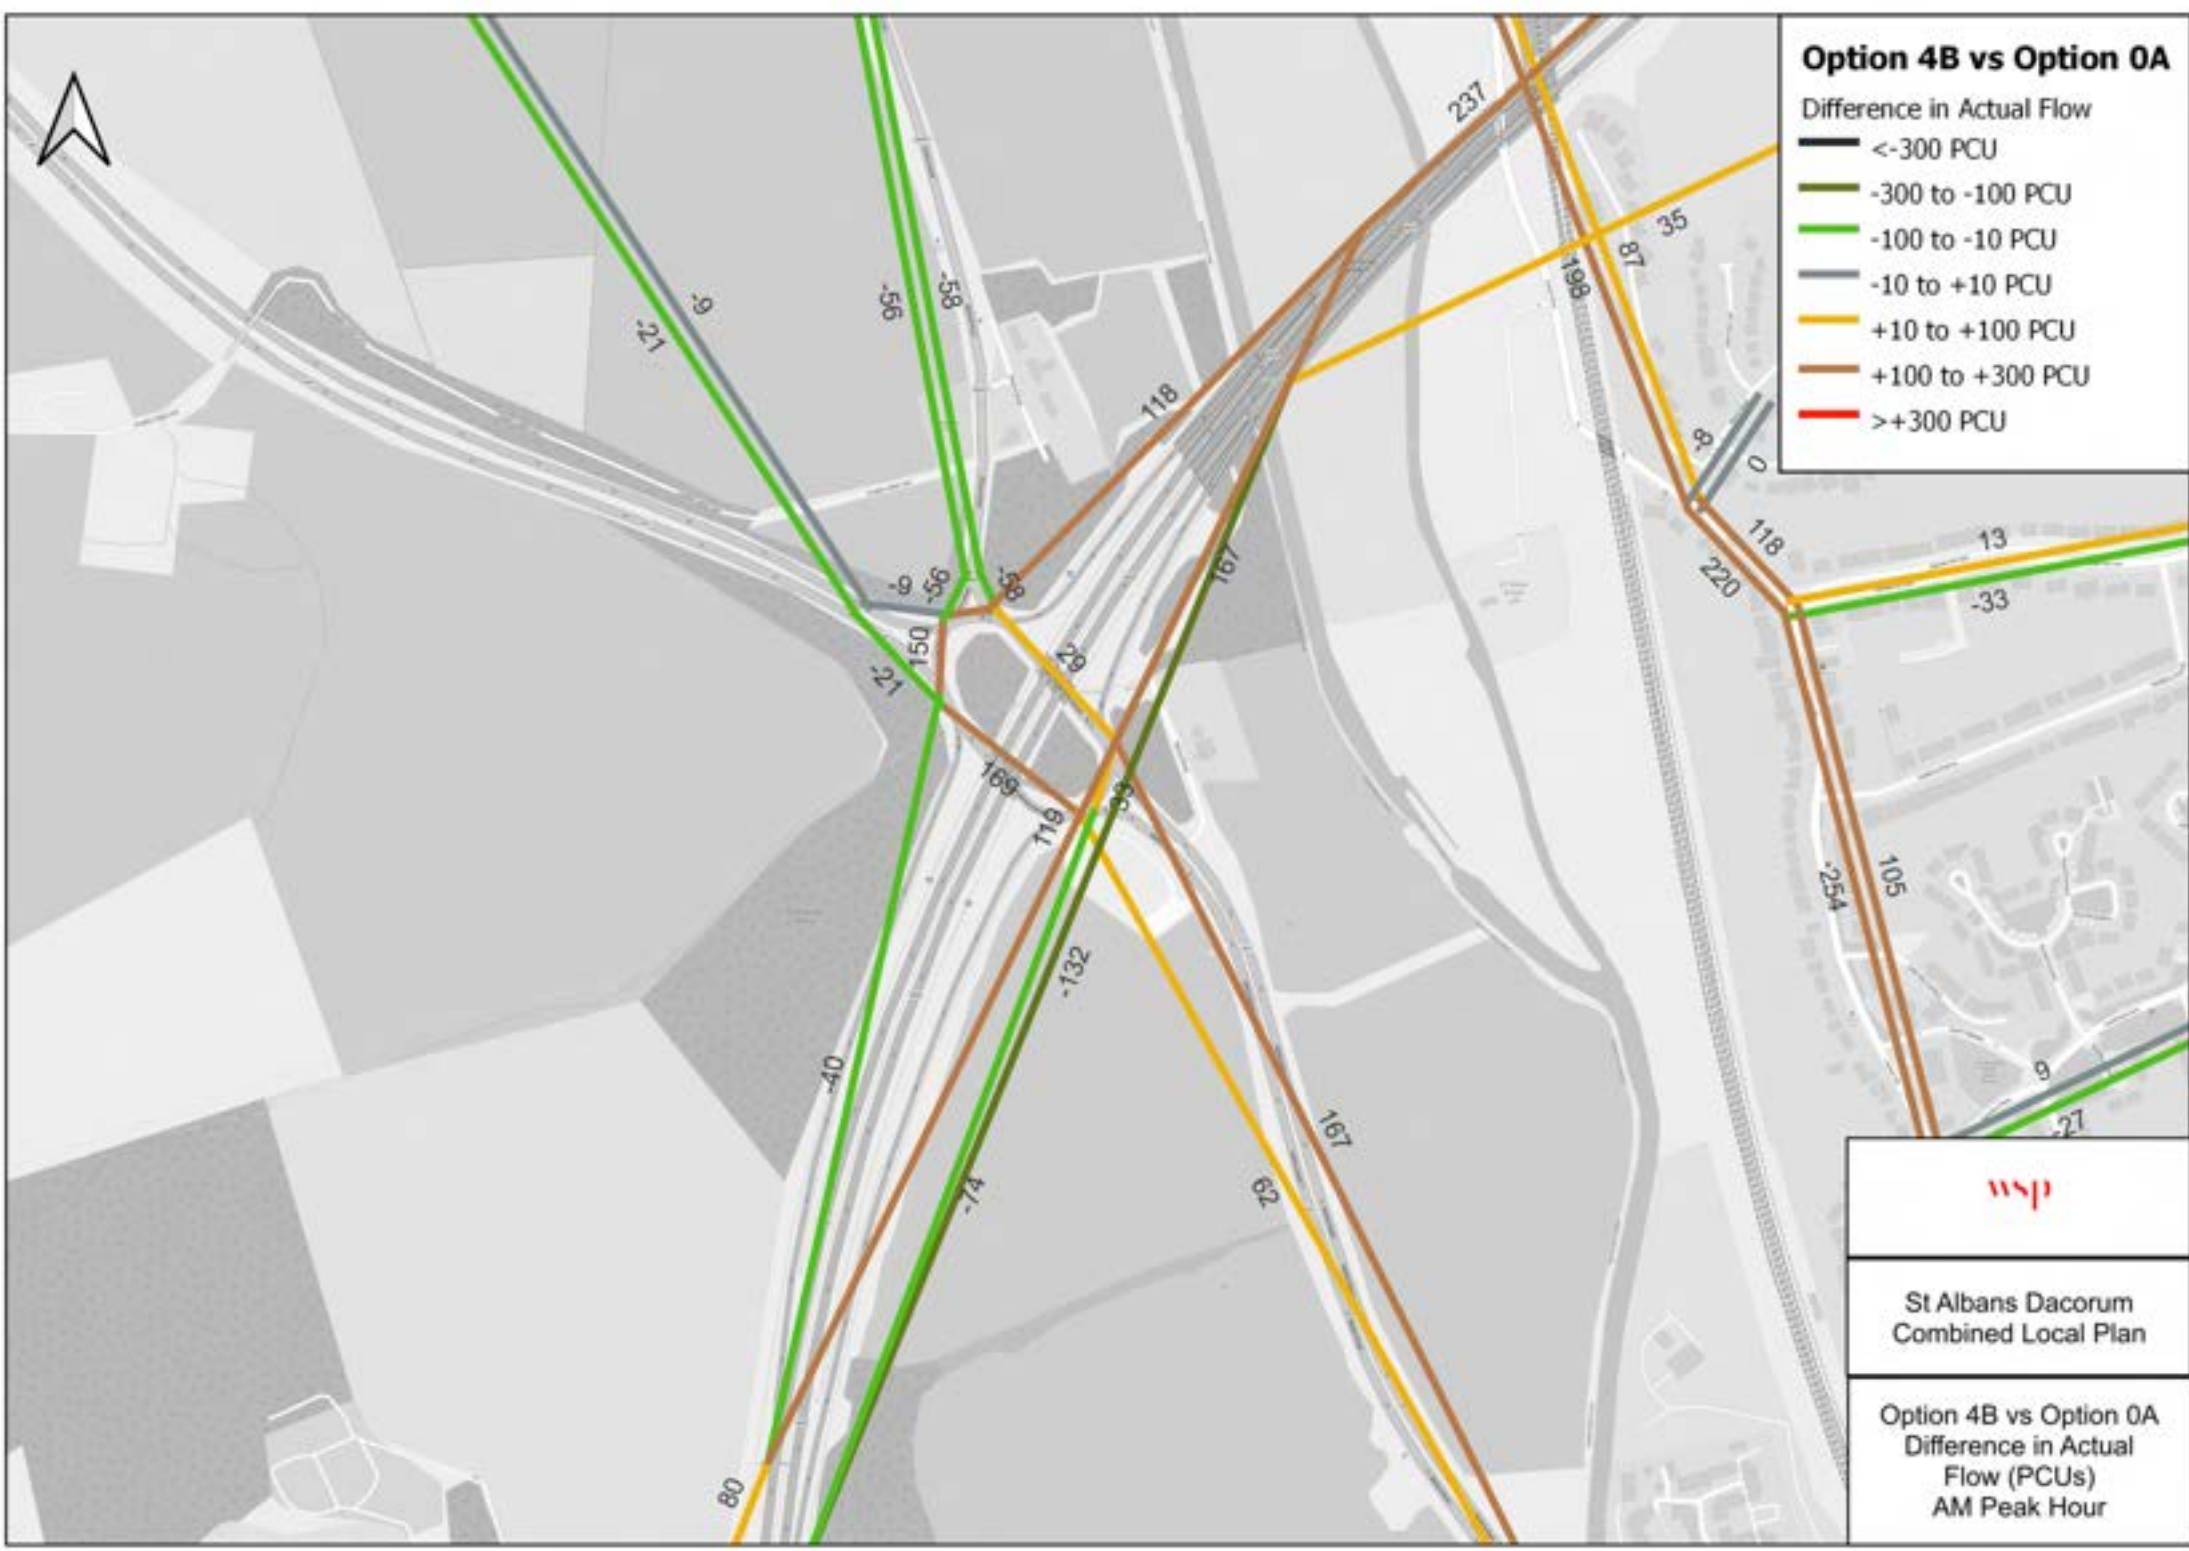 Option 4B vs Option 0A
Difference in Actual Flow
<-300 PCU
-300 to -100 PCU
-100 to -10 PCU
-10 to +10 PCU
+10 to +100 PCU
+100 to +300 PCU
>+300 PCU
237
35
87
198
-9
-21
-56
-58
118
-8
0
118
220
13
-33
167
-9
-56
-58
150
-21
29
169
119
33
-254
105
-132
-40
-74
62
167
9
-27
80
wsp
St Albans Dacorum
Combined Local Plan
Option 4B vs Option 0A
Difference in Actual
Flow (PCUs)
AM Peak Hour